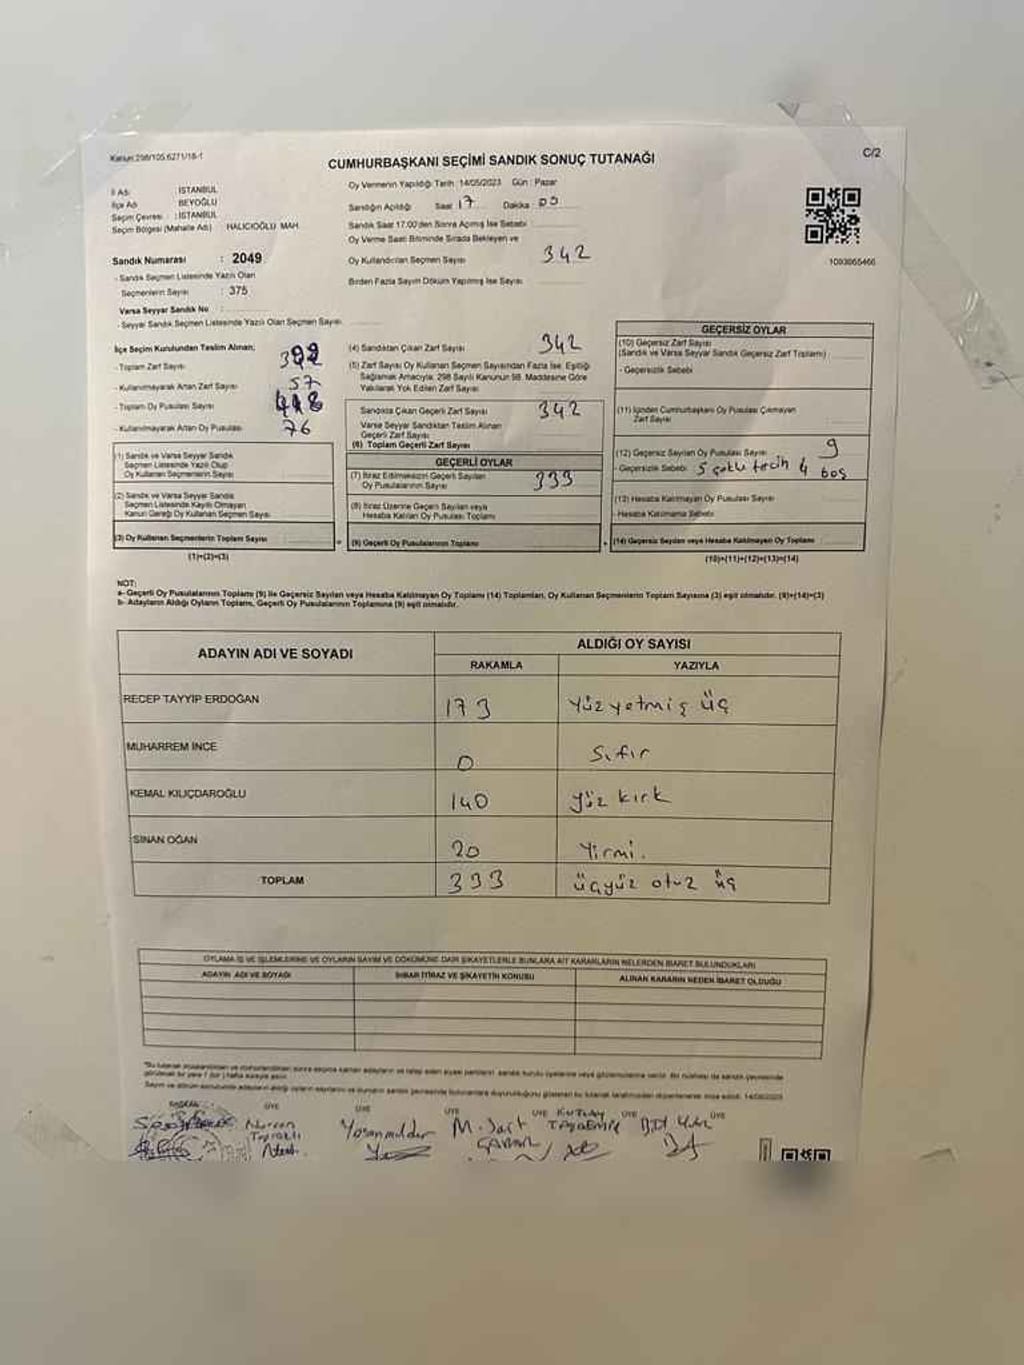 Kanun:298/105.6271/18-1
CUMHURBAŞKANI SEÇİMİ SANDIK SONUÇ TUTANAĞI
C/2
İl Adı : İSTANBUL
İlçe Adı : BEYOĞLU
Seçim Çevresi : İSTANBUL
Seçim Bölgesi (Mahalle Adı) HALICIOĞLU MAH.
Sandık Numarası : 2049
- Sandık Seçmen Listesinde Yazılı Olan
Seçmenlerin Sayısı : 375
Varsa Seyyar Sandık No
- Seyyar Sandık Seçmen Listesinde Yazılı Olan Seçmen Sayısı
Oy Vermenin Yapıldığı Tarih :14/05/2023 Gün : Pazar
Sandığın Açıldığı Saat 17 Dakika
Sandık Saat 17:00'den Sonra Açılmış İse Sebebi
Oy Verme Saati Bitiminde Sırada Bekleyen ve
Oy Kullandırılan Seçmen Sayısı 342
Birden Fazla Sayım Döküm Yapılmış İse Sayısı
1093665466
İlçe Seçim Kurulundan Teslim Alınan;
- Toplam Zarf Sayısı
- Kullanılmayarak Artan Zarf Sayısı 57
- Toplam Oy Pusulası Sayısı
- Kullanılmayarak Artan Oy Pusulası 76
(1) Sandık ve Varsa Seyyar Sandık
Seçmen Listesinde Yazılı Olup
Oy Kullanan Seçmenlerin Sayısı
(2) Sandık ve Varsa Seyyar Sandık
Seçmen Listesinde Kayıtlı Olmayan
Kanun Gereği Oy Kullanan Seçmen Sayısı
(3) Oy Kullanan Seçmenlerin Toplam Sayısı
(1)+(2)=(3)
(4) Sandıktan Çıkan Zarf Sayısı 342
(5) Zarf Sayısı Oy Kullanan Seçmen Sayısından Fazla İse, Eşitliği
Sağlamak Amacıyla, 298 Sayılı Kanunun 98. Maddesine Göre
Yakılarak Yok Edilen Zarf Sayısı
Sandıkta Çıkan Geçerli Zarf Sayısı 342
Varsa Seyyar Sandıktan Teslim Alınan
Geçerli Zarf Sayısı
(6) Toplam Geçerli Zarf Sayısı
GEÇERLİ OYLAR
(7) İtiraz Edilmeksizin Geçerli Sayılan
Oy Pusulalarının Sayısı 333
(8) İtiraz Üzerine Geçerli Sayılan veya
Hesaba Katılan Oy Pusulası Toplamı
(9) Geçerli Oy Pusulalarının Toplamı
GEÇERSİZ OYLAR
(10) Geçersiz Zarf Sayısı
(Sandık ve Varsa Seyyar Sandık Geçersiz Zarf Toplamı)
- Geçersizlik Sebebi
(11) İçinden Cumhurbaşkanı Oy Pusulası Çıkmayan
Zarf Sayısı
(12) Geçersiz Sayılan Oy Pusulası Sayısı 9
- Geçersizlik Sebebi 5 çoklu tercih 4 boş
(13) Hesaba Katılmayan Oy Pusulası Sayısı
- Hesaba Katılmama Sebebi
(14) Geçersiz Sayılan veya Hesaba Katılmayan Oy Toplamı
(10)+(11)+(12)+(13)=(14)
NOT:
a- Geçerli Oy Pusulalarının Toplamı (9) ile Geçersiz Sayılan veya Hesaba Katılmayan Oy Toplamı (14) Toplamları, Oy Kullanan Seçmenlerin Toplam Sayısına (3) eşit olmalıdır. (9)+(14)=(3)
b- Adayların Aldığı Oyların Toplamı, Geçerli Oy Pusulalarının Toplamına (9) eşit olmalıdır.
ADAYIN ADI VE SOYADI
ALDIĞI OY SAYISI
RAKAMLA YAZIYLA
RECEP TAYYİP ERDOĞAN 173 Yüz yetmiş üç
MUHARREM İNCE 0 Sıfır
KEMAL KILIÇDAROĞLU 140 Yüz kırk
SİNAN OĞAN 20 Yirmi.
TOPLAM 333 üçyüz otuz üç
OYLAMA İŞ VE İŞLEMLERİNE VE OYLARIN SAYIM VE DÖKÜMÜNE DAİR ŞİKAYETLERLE BUNLARA AİT KARARLARIN NELERDEN İBARET BULUNDUKLARI
ADAYIN ADI VE SOYADI İHBAR İTİRAZ VE ŞİKAYETİN KONUSU ALINAN KARARIN NEDEN İBARET OLDUĞU
BAŞKAN ÜYE ÜYE ÜYE ÜYE ÜYE ÜYE